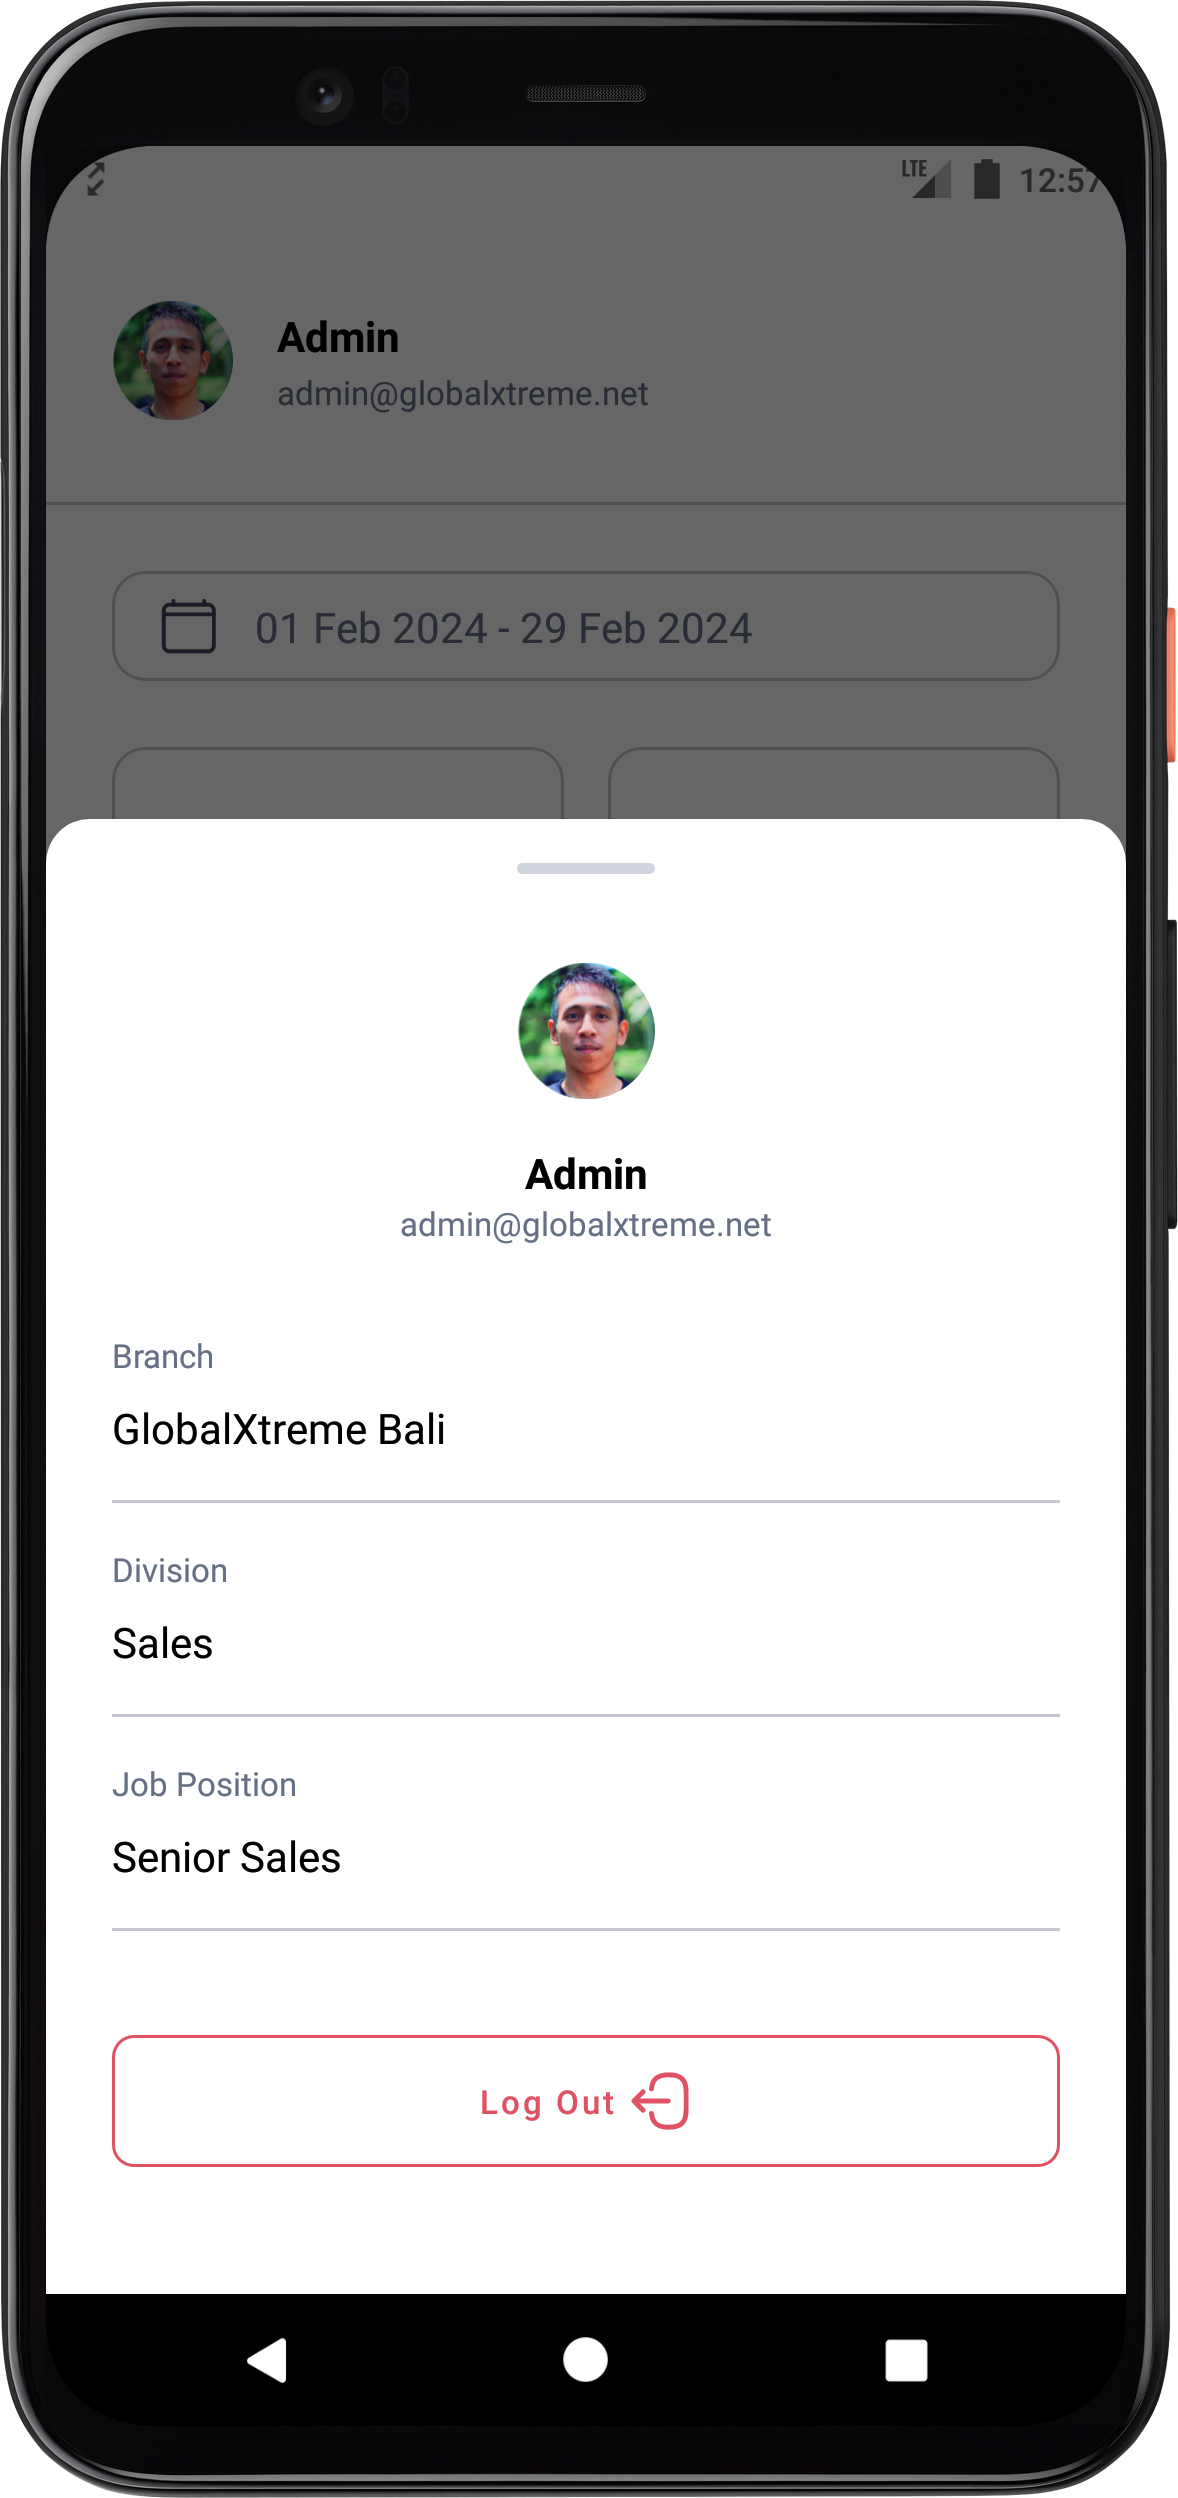 LTE 12:57
Admin
admin@globalxtreme.net
01 Feb 2024 - 29 Feb 2024
Admin
admin@globalxtreme.net
Branch
GlobalXtreme Bali
Division
Sales
Job Position
Senior Sales
Log Out